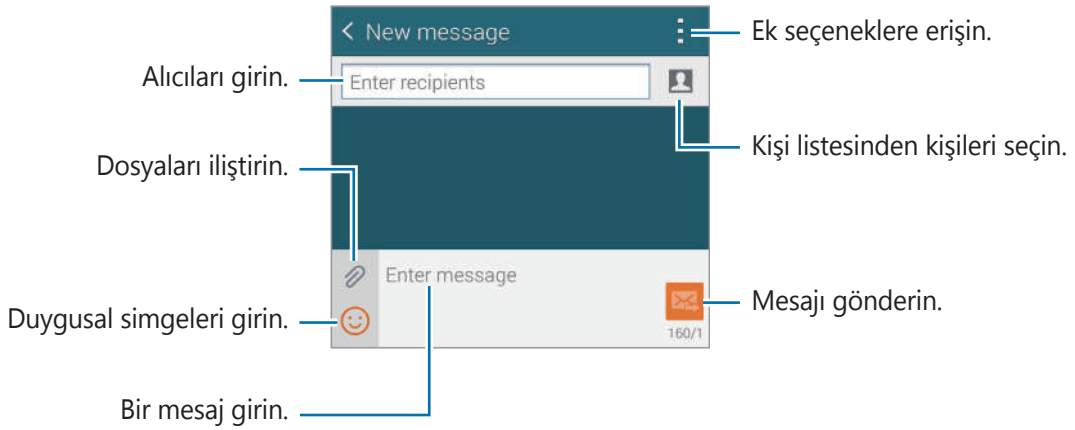 New message
Ek seçeneklere erişin.
Alıcıları girin.
Enter recipients
Kişi listesinden kişileri seçin.
Dosyaları iliştirin.
Enter message
Mesajı gönderin.
Duygusal simgeleri girin.
160/1
Bir mesaj girin.